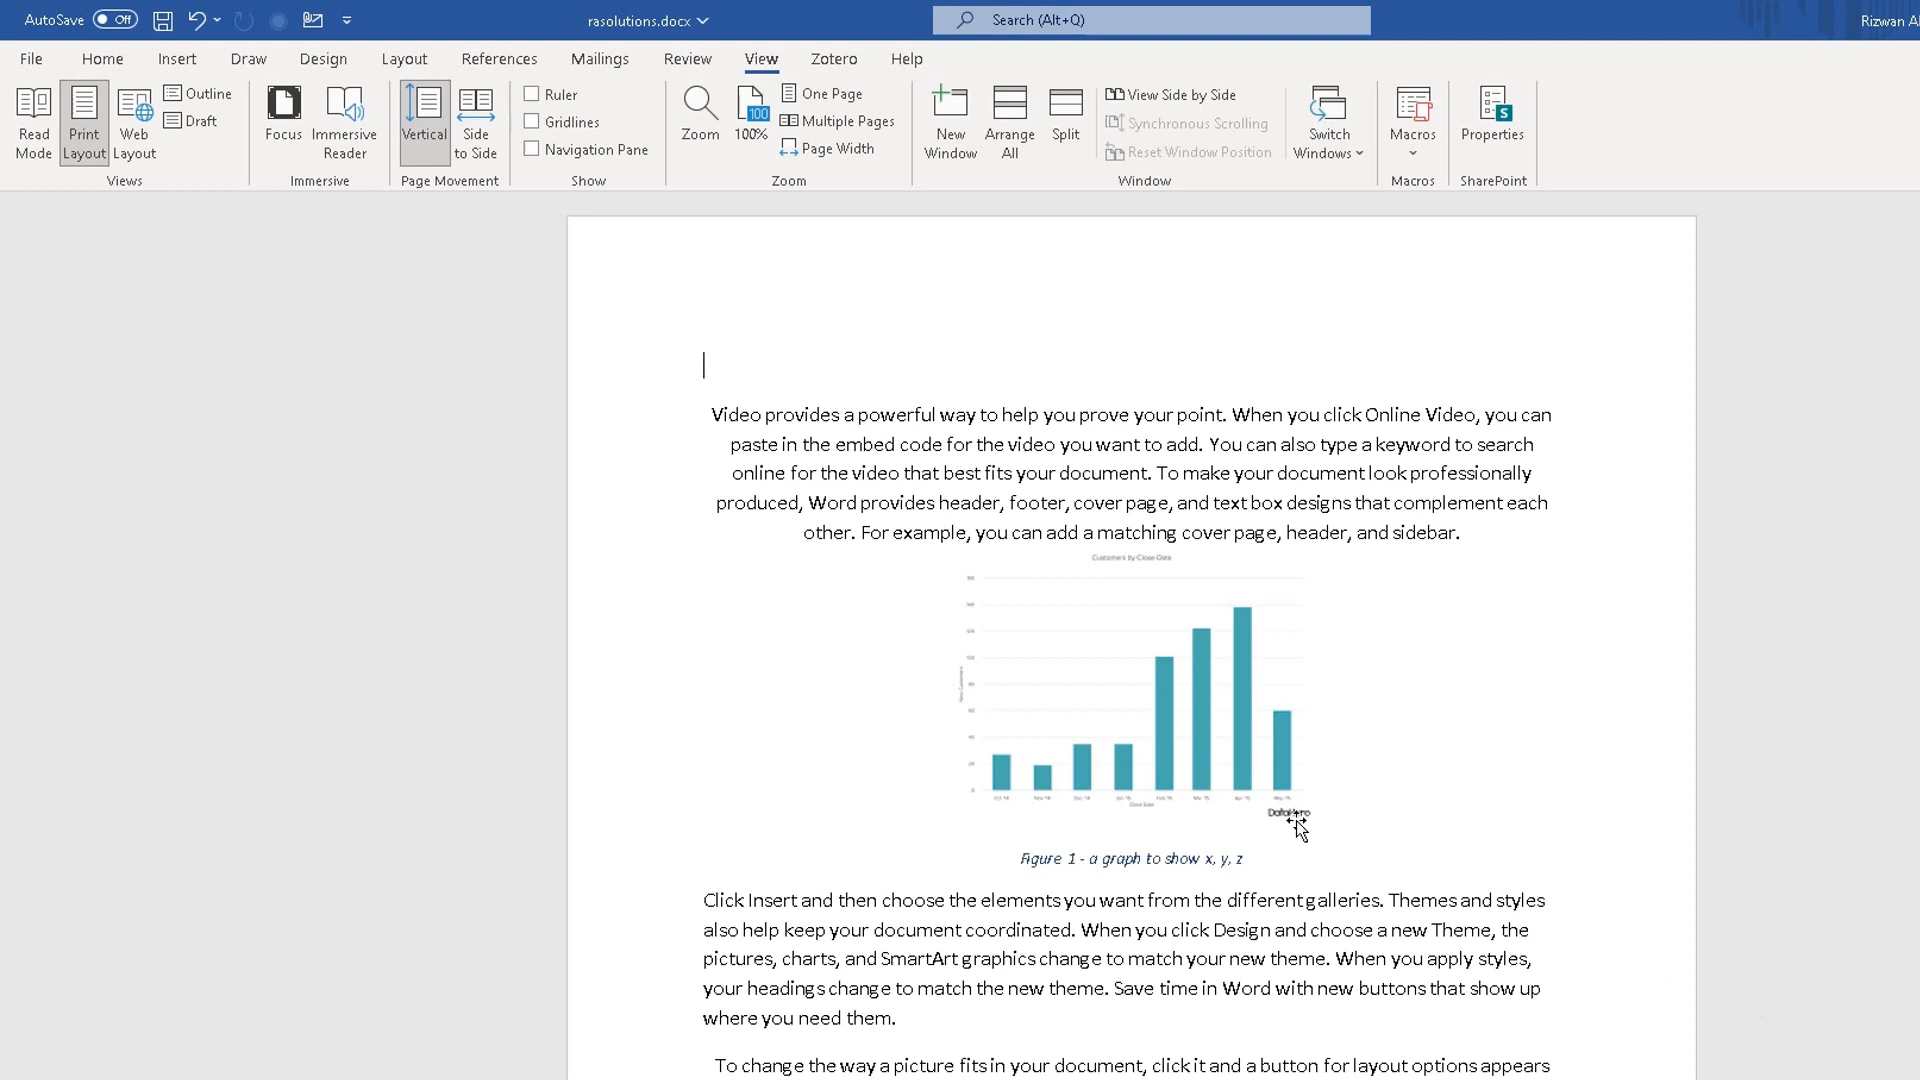 AutoSave Off rasolutions.docx Search (Alt+Q) Rizwan
File Home Insert Draw Design Layout References Mailings Review View Zotero Help
Read Mode
Print Layout
Web Layout
Outline
Draft
Views
Focus
Immersive Reader
Immersive
Vertical
Side to Side
Page Movement
Ruler
Gridlines
Navigation Pane
Show
Zoom
100
100%
One Page
Multiple Pages
Page Width
Zoom
New Window
Arrange All
Split
View Side by Side
Synchronous Scrolling
Reset Window Position
Switch Windows
Window
Macros
Macros
S
Properties
SharePoint
Video provides a powerful way to help you prove your point. When you click Online Video, you can
paste in the embed code for the video you want to add. You can also type a keyword to search
online for the video that best fits your document. To make your document look professionally
produced, Word provides header, footer, cover page, and text box designs that complement each
other. For example, you can add a matching cover page, header, and sidebar.
Customers by Close Date
New Customers
Close Date
Figure 1 - a graph to show x, y, z
Click Insert and then choose the elements you want from the different galleries. Themes and styles
also help keep your document coordinated. When you click Design and choose a new Theme, the
pictures, charts, and SmartArt graphics change to match your new theme. When you apply styles,
your headings change to match the new theme. Save time in Word with new buttons that show up
where you need them.
To change the way a picture fits in your document, click it and a button for layout options appears